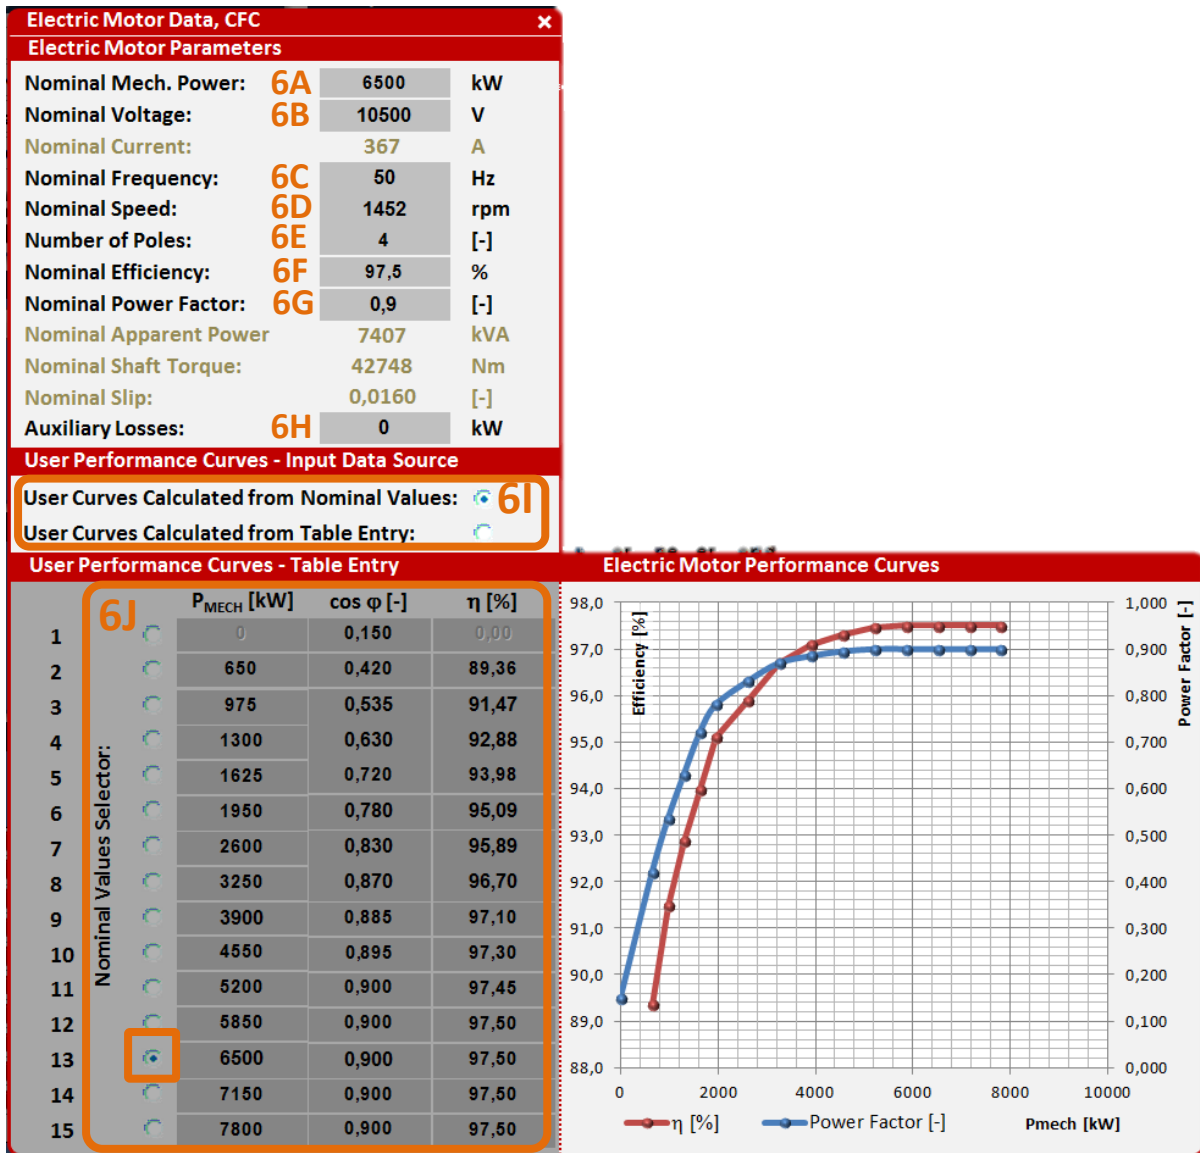 Electric Motor Data, CFC ×
Electric Motor Parameters
Nominal Mech. Power: 6A 6500 kW
Nominal Voltage: 6B 10500 V
Nominal Current: 367 A
Nominal Frequency: 6C 50 Hz
Nominal Speed: 6D 1452 rpm
Number of Poles: 6E 4 [-]
Nominal Efficiency: 6F 97,5 %
Nominal Power Factor: 6G 0,9 [-]
Nominal Apparent Power 7407 kVA
Nominal Shaft Torque: 42748 Nm
Nominal Slip: 0,0160 [-]
Auxiliary Losses: 6H 0 kW
User Performance Curves - Input Data Source
User Curves Calculated from Nominal Values: 6I
User Curves Calculated from Table Entry:
User Performance Curves - Table Entry
6J PMECH [kW] cos φ [-] η [%]
1 0 0,150 0,00
2 650 0,420 89,36
3 975 0,535 91,47
4 1300 0,630 92,88
5 1625 0,720 93,98
6 1950 0,780 95,09
7 2600 0,830 95,89
8 3250 0,870 96,70
9 3900 0,885 97,10
10 4550 0,895 97,30
11 5200 0,900 97,45
12 5850 0,900 97,50
13 6500 0,900 97,50
14 7150 0,900 97,50
15 7800 0,900 97,50
Nominal Values Selector:
Electric Motor Performance Curves
Efficiency [%]
98,0
97,0
96,0
95,0
94,0
93,0
92,0
91,0
90,0
89,0
88,0
1,000
0,900
0,800
0,700
0,600
0,500
0,400
0,300
0,200
0,100
0,000
Power Factor [-]
0 2000 4000 6000 8000 10000
η [%] Power Factor [-] Pmech [kW]